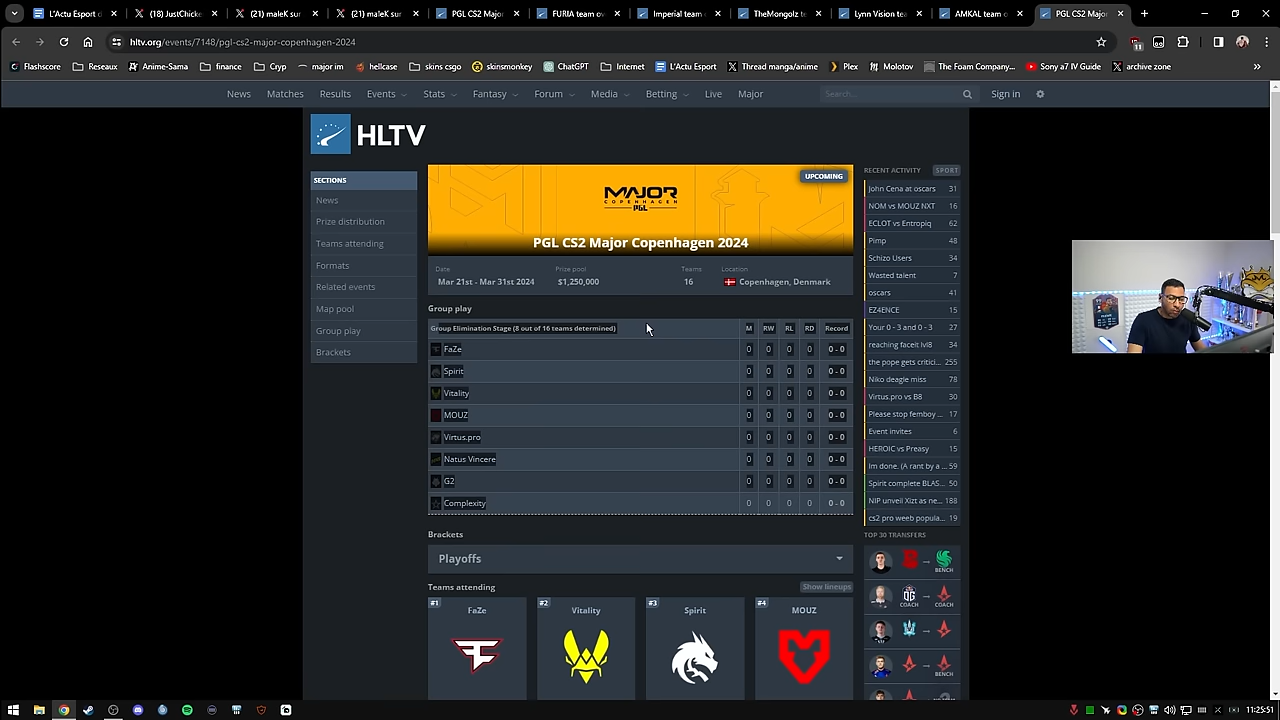 L'Actu Esport d
(18) JustChicke
(21) maleK sur
(21) maleK sur
PGL CS2 Major
FURIA team ov
Imperial team
TheMongolz te
Lynn Vision tea
AMKAL team o
PGL CS2 Major
hltv.org/events/7148/pgl-cs2-major-copenhagen-2024
11
Flashscore
Reseaux
Anime-Sama
finance
Cryp
major im
hellcase
skins csgo
skinsmonkey
ChatGPT
Internet
L'Actu Esport
Thread manga/anime
Plex
Molotov
The Foam Company...
Sony a7 IV Guide
archive zone
News Matches Results Events Stats Fantasy Forum Media Betting Live Major
Search...
Sign in
HLTV
SECTIONS
News
Prize distribution
Teams attending
Formats
Related events
Map pool
Group play
Brackets
UPCOMING
MAJOR
COPENHAGEN
PGL
PGL CS2 Major Copenhagen 2024
Date Prize pool Teams Location
Mar 21st - Mar 31st 2024 $1,250,000 16 Copenhagen, Denmark
Group play
Group Elimination Stage (8 out of 16 teams determined) M RW RL RD Record
FaZe 0 0 0 0 0 - 0
Spirit 0 0 0 0 0 - 0
Vitality 0 0 0 0 0 - 0
MOUZ 0 0 0 0 0 - 0
Virtus.pro 0 0 0 0 0 - 0
Natus Vincere 0 0 0 0 0 - 0
G2 0 0 0 0 0 - 0
Complexity 0 0 0 0 0 - 0
Brackets
Playoffs
Teams attending
Show lineups
#1 FaZe
#2 Vitality
#3 Spirit
#4 MOUZ
RECENT ACTIVITY SPORT
John Cena at oscars 31
NOM vs MOUZ NXT 16
ECLOT vs Entropiq 62
Pimp 48
Schizo Users 34
Wasted talent 7
oscars 41
EZ4ENCE 15
Your 0 - 3 and 0 - 3 27
reaching faceit lvl8 34
the pope gets critici... 255
Niko deagle miss 78
Virtus.pro vs B8 30
Please stop femboy ... 17
Event invites 6
HEROIC vs Preasy 15
Im done. (A rant by a ... 59
Spirit complete BLAS... 50
NIP unveil Xizt as ne... 188
cs2 pro weeb popula... 19
TOP 30 TRANSFERS
BENCH
COACH COACH
BENCH
11:25:51